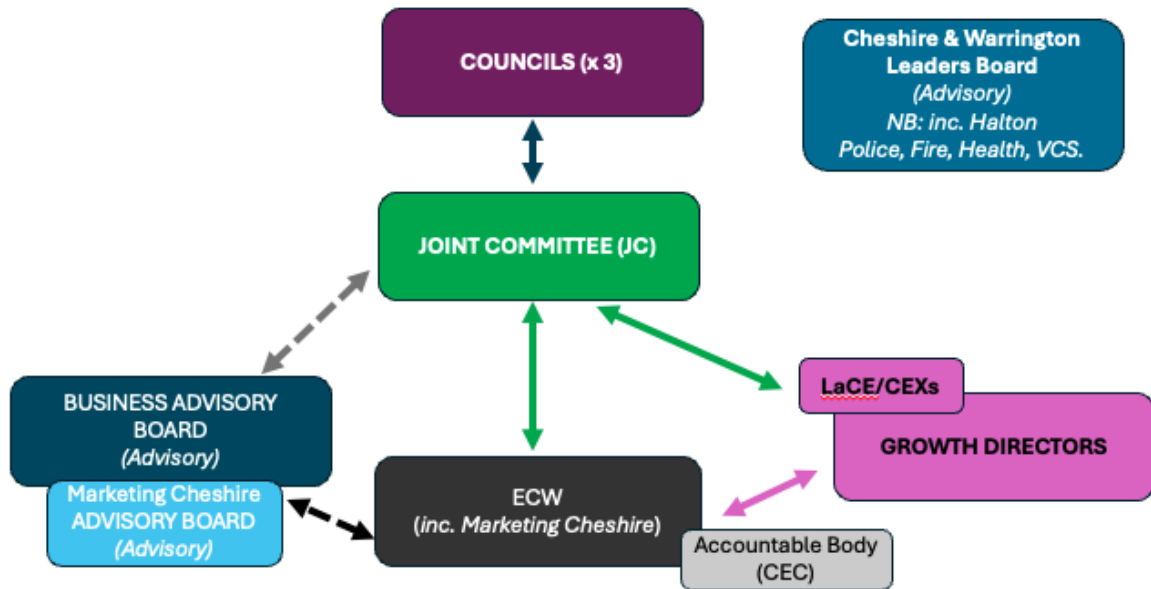 COUNCILS (x 3)
Cheshire & Warrington
Leaders Board
(Advisory)
NB: inc. Halton
Police, Fire, Health, VCS.
JOINT COMMITTEE (JC)
BUSINESS ADVISORY
BOARD
(Advisory)
Marketing Cheshire
ADVISORY BOARD
(Advisory)
ECW
(inc. Marketing Cheshire)
Accountable Body
(CEC)
LaCE/CEXs
GROWTH DIRECTORS